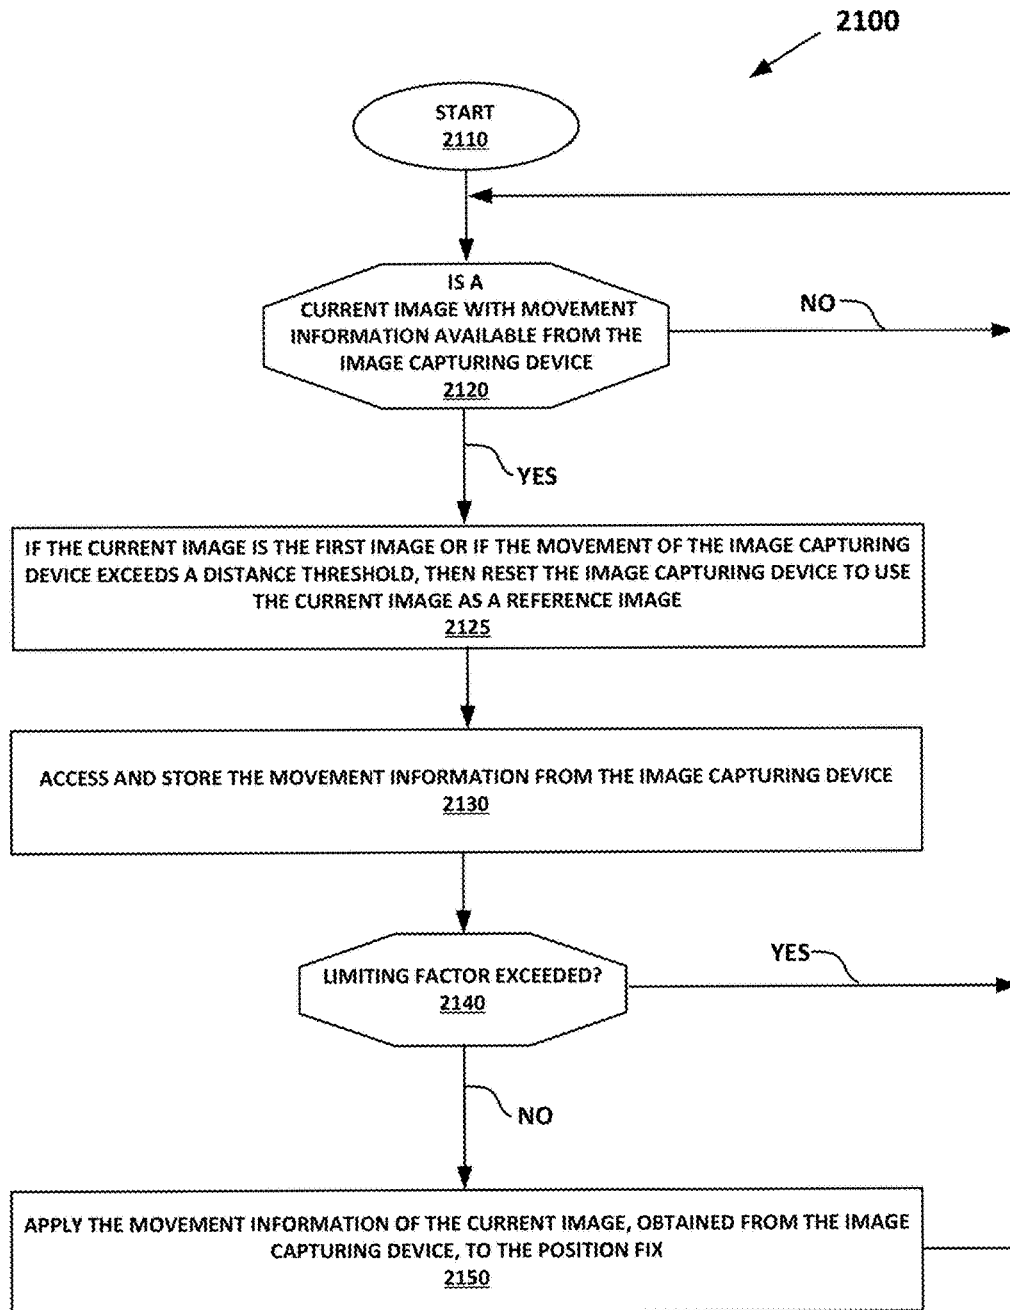 2100
START
2110
IS A
CURRENT IMAGE WITH MOVEMENT
INFORMATION AVAILABLE FROM THE
IMAGE CAPTURING DEVICE
2120
NO
YES
IF THE CURRENT IMAGE IS THE FIRST IMAGE OR IF THE MOVEMENT OF THE IMAGE CAPTURING
DEVICE EXCEEDS A DISTANCE THRESHOLD, THEN RESET THE IMAGE CAPTURING DEVICE TO USE
THE CURRENT IMAGE AS A REFERENCE IMAGE
2125
ACCESS AND STORE THE MOVEMENT INFORMATION FROM THE IMAGE CAPTURING DEVICE
2130
LIMITING FACTOR EXCEEDED?
2140
YES
NO
APPLY THE MOVEMENT INFORMATION OF THE CURRENT IMAGE, OBTAINED FROM THE IMAGE
CAPTURING DEVICE, TO THE POSITION FIX
2150